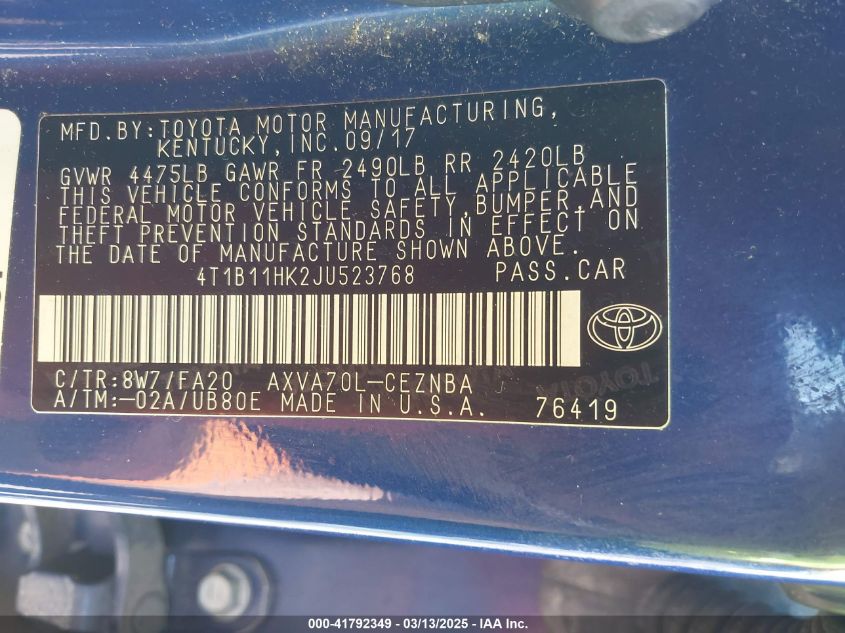 MFD.BY:TOYOTA MOTOR MANUFACTURING,
KENTUCKY,INC.09/17
GVWR 4475LB GAWR FR 2490LB RR 2420LB
THIS VEHICLE CONFORMS TO ALL APPLICABLE
FEDERAL MOTOR VEHICLE SAFETY,BUMPER,AND
THEFT PREVENTION STANDARDS IN EFFECT ON
THE DATE OF MANUFACTURE SHOWN ABOVE.
4T1B11HK2JU523768 PASS.CAR
C/TR:8W7/FA20 AXVA70L-CEZNBA
A/TM:-02A/UB80E MADE IN U.S.A. 76419
TOYOTA
000-41792349 - 03/13/2025 - IAA Inc.